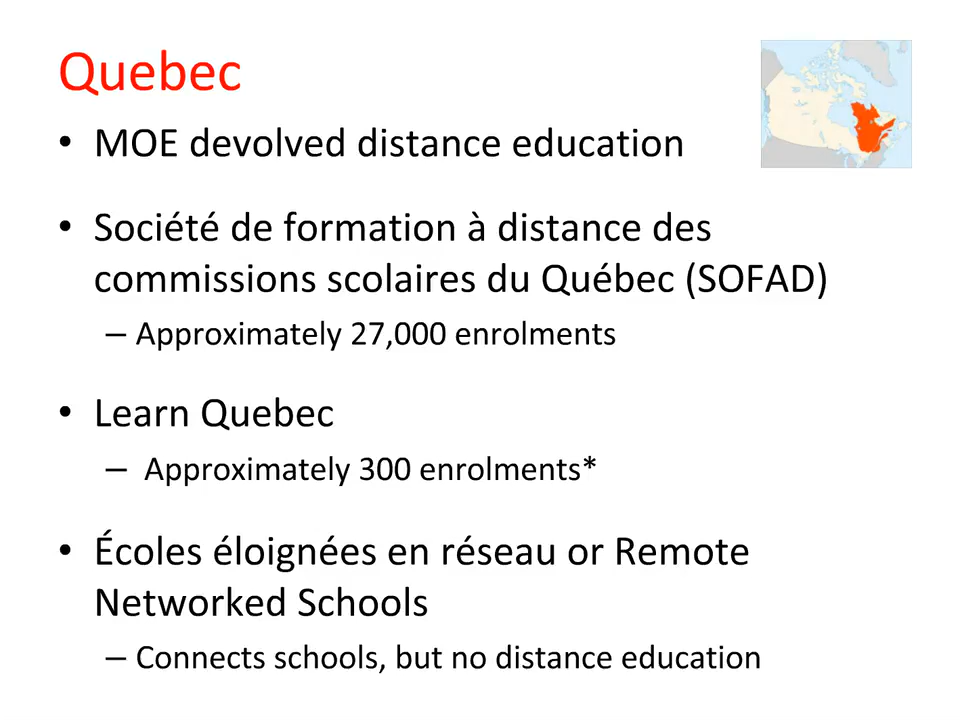 Quebec
• MOE devolved distance education
• Société de formation à distance des
commissions scolaires du Québec (SOFAD)
– Approximately 27,000 enrolments
• Learn Quebec
– Approximately 300 enrolments*
• Écoles éloignées en réseau or Remote
Networked Schools
– Connects schools, but no distance education